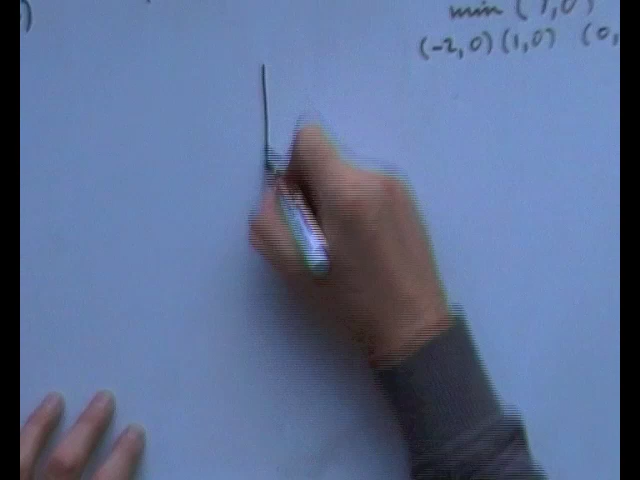 )
min (1,0)
(-2,0) (1,0) (0,